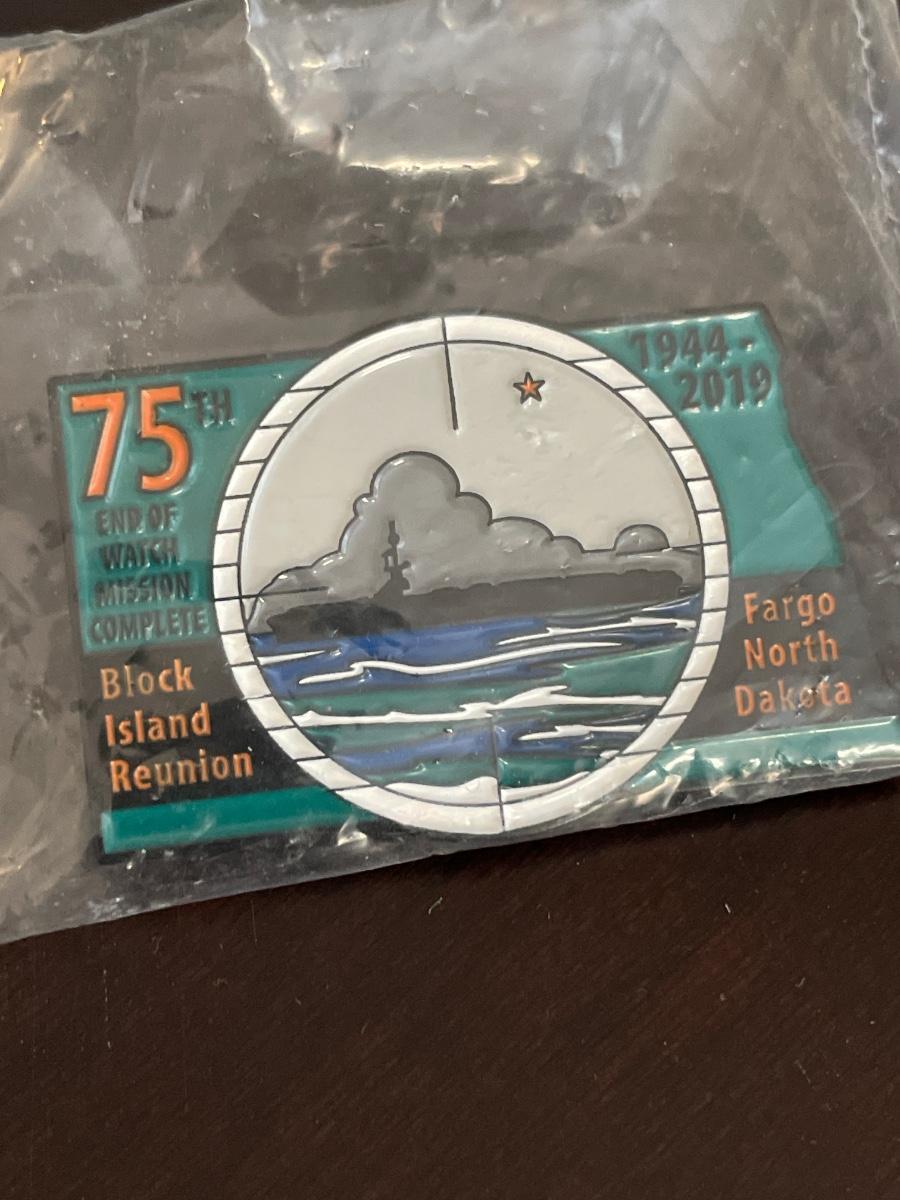 75TH
END OF
WATCH
MISSION
COMPLETE
Block
Island
Reunion
1944 -
2019
Fargo
North
Dakota